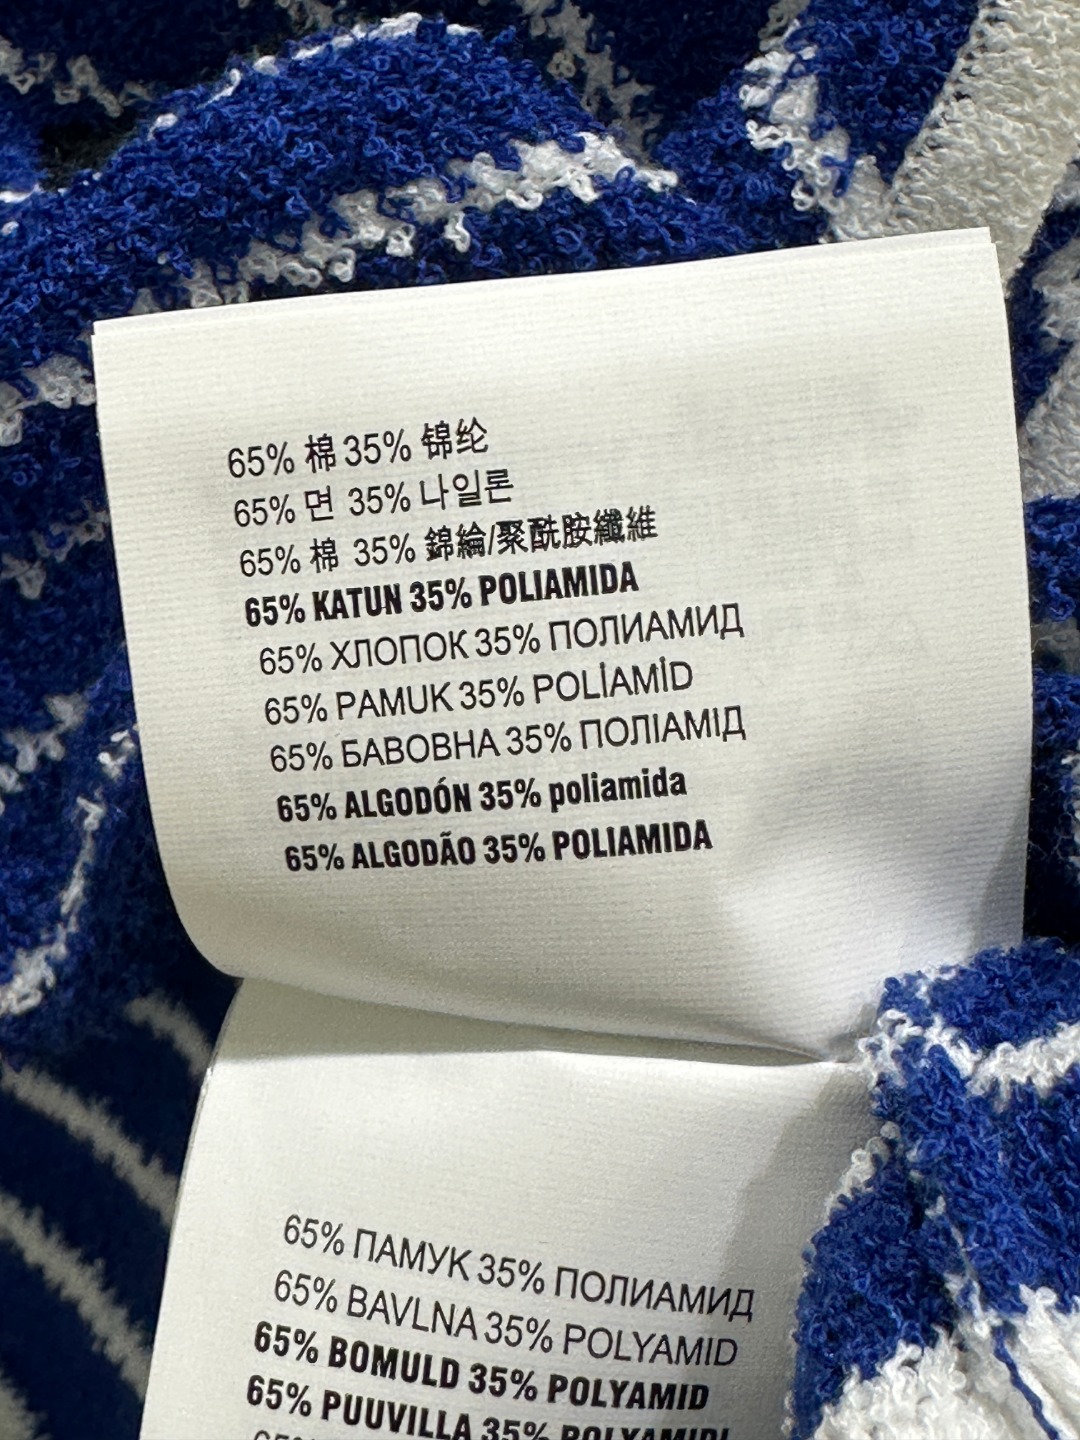 65% 棉 35% 锦纶
65% 면 35% 나일론
65% 棉 35% 錦綸/聚酰胺纖維
65% KATUN 35% POLIAMIDA
65% ХЛОПОК 35% ПОЛИАМИД
65% PAMUK 35% POLİAMİD
65% БАВОВНА 35% ПОЛІАМІД
65% ALGODÓN 35% poliamida
65% ALGODÃO 35% POLIAMIDA
65% ПАМУК 35% ПОЛИАМИД
65% BAVLNA 35% POLYAMID
65% BOMULD 35% POLYAMID
65% PUUVILLA 35%